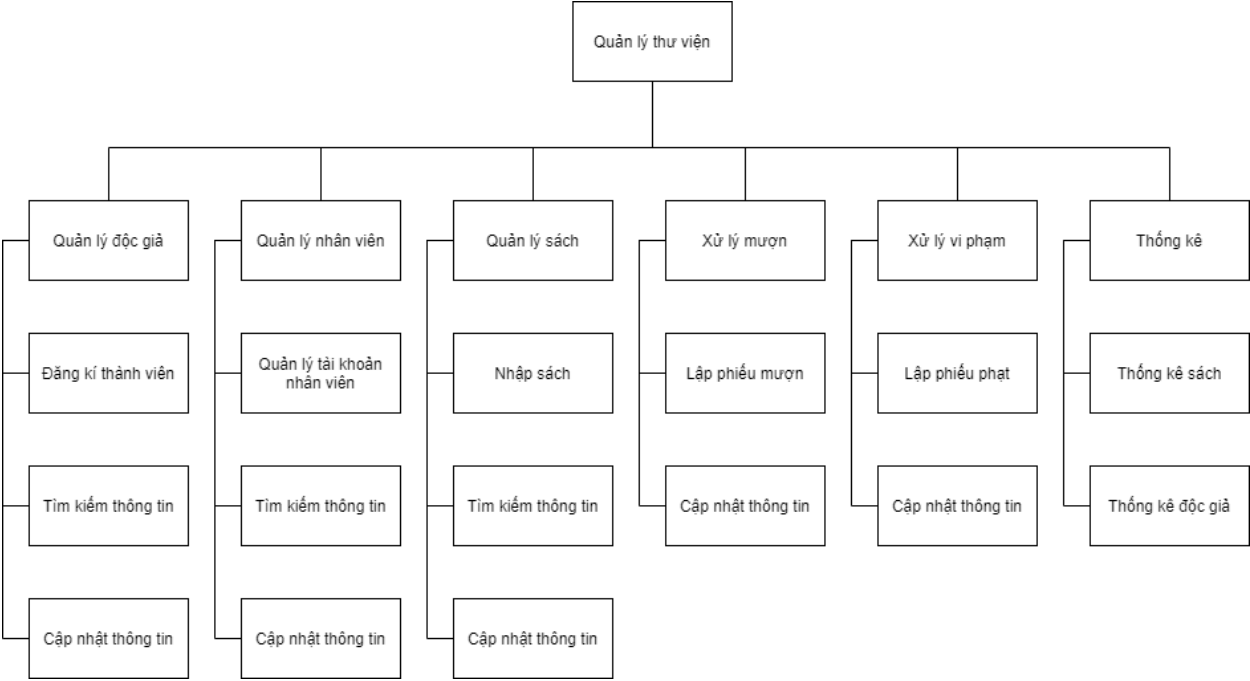 Quản lý thư viện
Quản lý độc giả
Quản lý nhân viên
Quản lý sách
Xử lý mượn
Xử lý vi phạm
Thống kê
Đăng kí thành viên
Quản lý tài khoản
nhân viên
Nhập sách
Lập phiếu mượn
Lập phiếu phạt
Thống kê sách
Tìm kiếm thông tin
Tìm kiếm thông tin
Tìm kiếm thông tin
Cập nhật thông tin
Cập nhật thông tin
Thống kê độc giả
Cập nhật thông tin
Cập nhật thông tin
Cập nhật thông tin